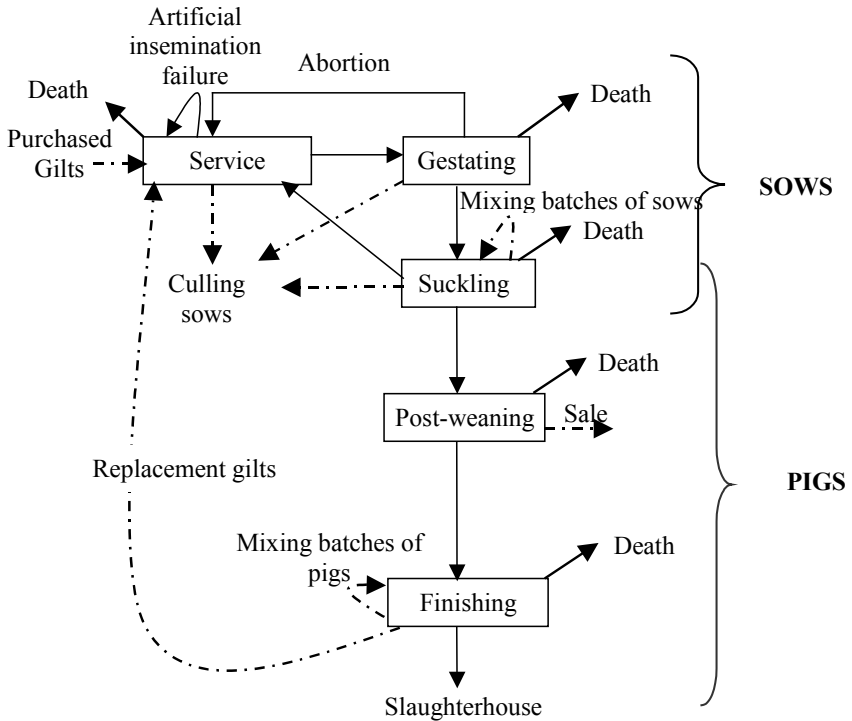 Artificial
insemination
failure
Abortion
Death
Death
Purchased
Gilts
Service
Gestating
SOWS
Mixing batches of sows
Death
Culling
sows
Suckling
Death
Post-weaning
Sale
Replacement gilts
PIGS
Mixing batches of
pigs
Death
Finishing
Slaughterhouse